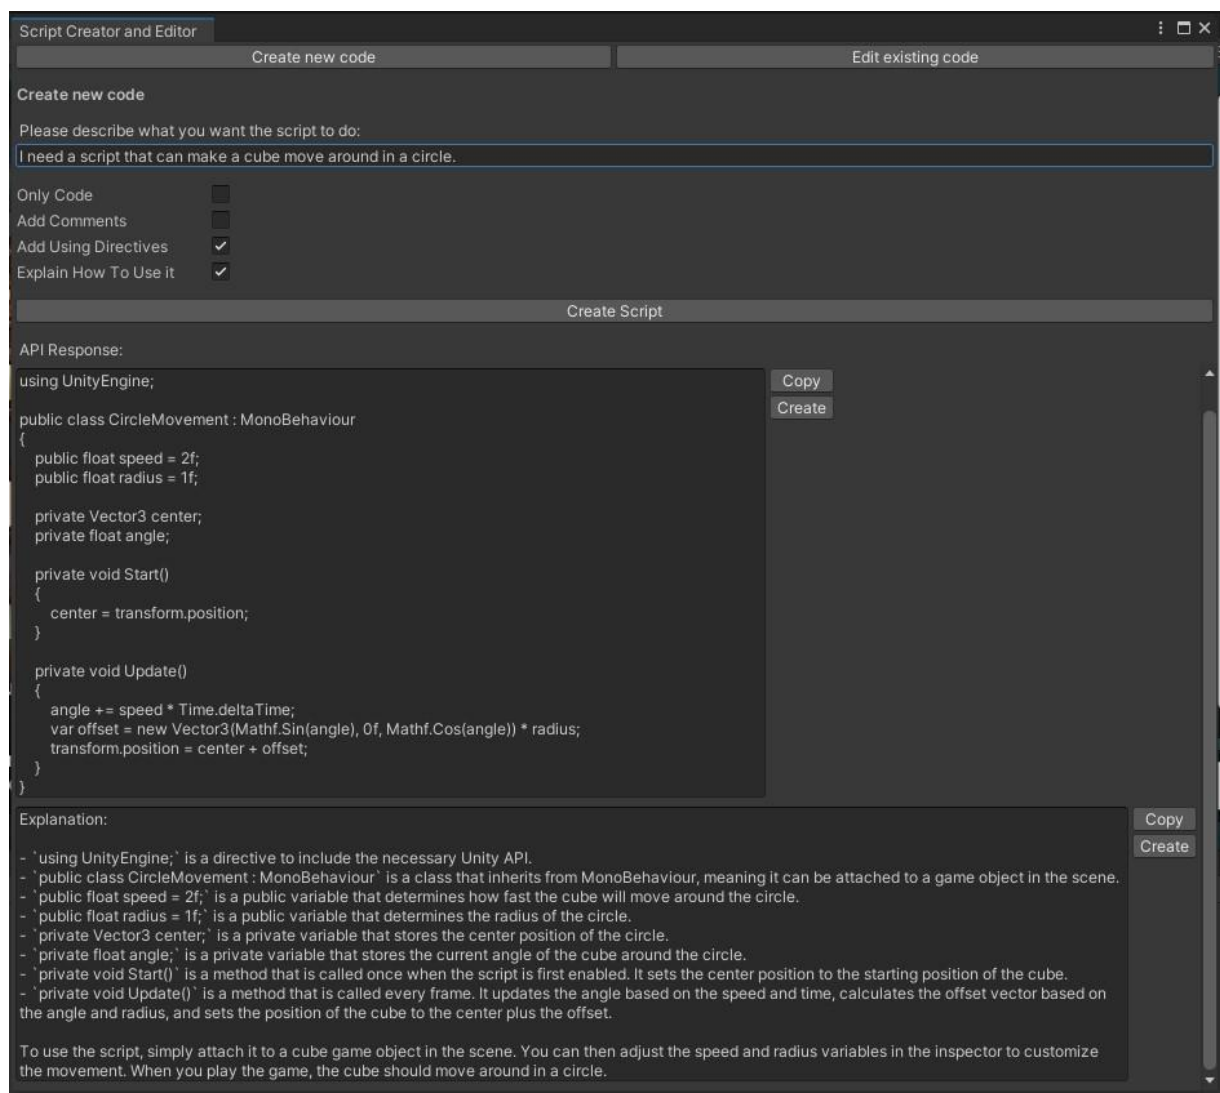 Script Creator and Editor
Create new code
Edit existing code
Create new code
Please describe what you want the script to do:
I need a script that can make a cube move around in a circle.
Only Code
Add Comments
Add Using Directives
Explain How To Use it
Create Script
API Response:
using UnityEngine;
public class CircleMovement : MonoBehaviour
{
public float speed = 2f;
public float radius = 1f;
private Vector3 center;
private float angle;
private void Start()
{
center = transform.position;
}
private void Update()
{
angle += speed * Time.deltaTime;
var offset = new Vector3(Mathf.Sin(angle), 0f, Mathf.Cos(angle)) * radius;
transform.position = center + offset;
}
}
Copy
Create
Explanation:
- `using UnityEngine;` is a directive to include the necessary Unity API.
- `public class CircleMovement : MonoBehaviour` is a class that inherits from MonoBehaviour, meaning it can be attached to a game object in the scene.
- `public float speed = 2f;` is a public variable that determines how fast the cube will move around the circle.
- `public float radius = 1f;` is a public variable that determines the radius of the circle.
- `private Vector3 center;` is a private variable that stores the center position of the circle.
- `private float angle;` is a private variable that stores the current angle of the cube around the circle.
- `private void Start()` is a method that is called once when the script is first enabled. It sets the center position to the starting position of the cube.
- `private void Update()` is a method that is called every frame. It updates the angle based on the speed and time, calculates the offset vector based on
the angle and radius, and sets the position of the cube to the center plus the offset.
To use the script, simply attach it to a cube game object in the scene. You can then adjust the speed and radius variables in the inspector to customize
the movement. When you play the game, the cube should move around in a circle.
Copy
Create